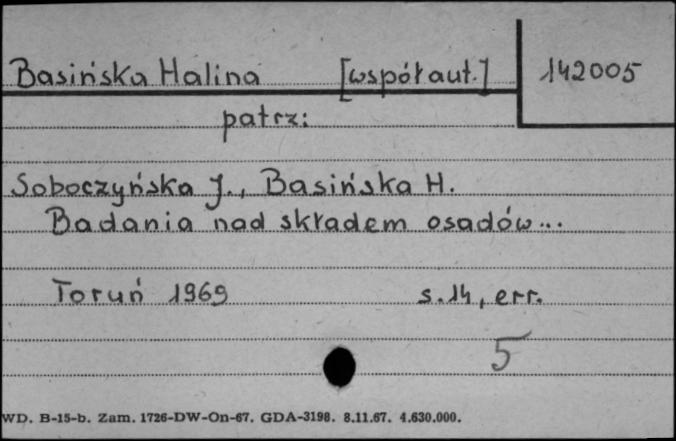 Basińska Halina [współaut.] 142005
patrz:
Soboczyńska J., Basińska H.
Badania nad składem osadów...
Toruń 1969 s. 14, err.
5
WD. B-15-b. Zam. 1726-DW-On-67. GDA-3198. 8.11.67. 4.630.000.